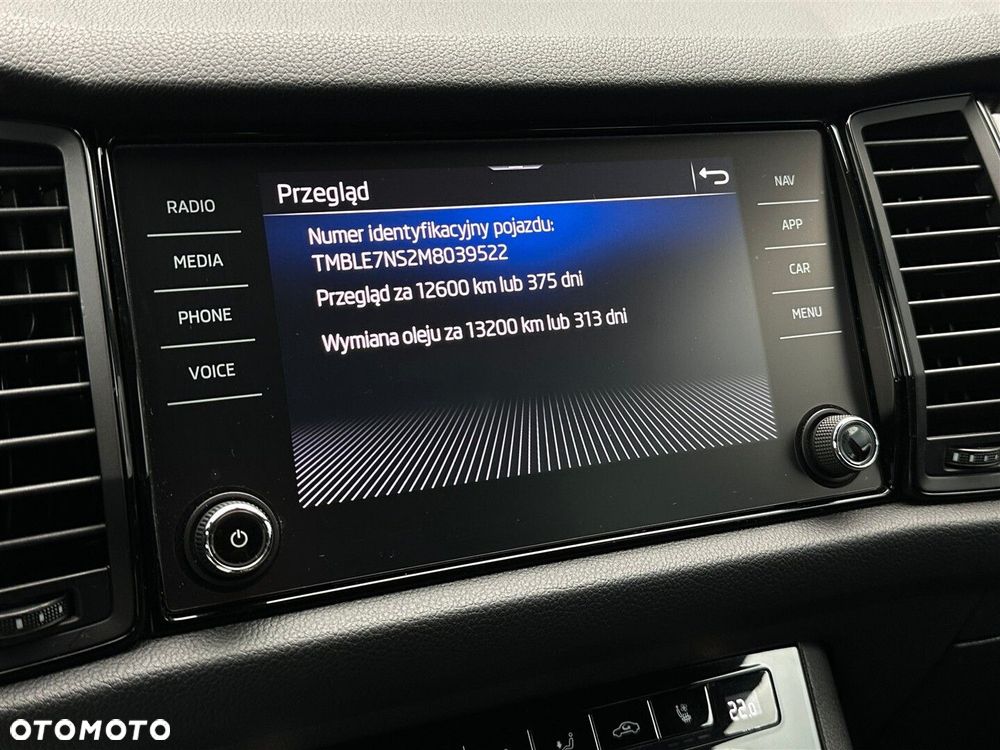 RADIO
MEDIA
PHONE
VOICE
Przegląd
Numer identyfikacyjny pojazdu:
TMBLE7NS2M8039522
Przegląd za 12600 km lub 375 dni
Wymiana oleju za 13200 km lub 313 dni
NAV
APP
CAR
MENU
22.0
OTOMOTO